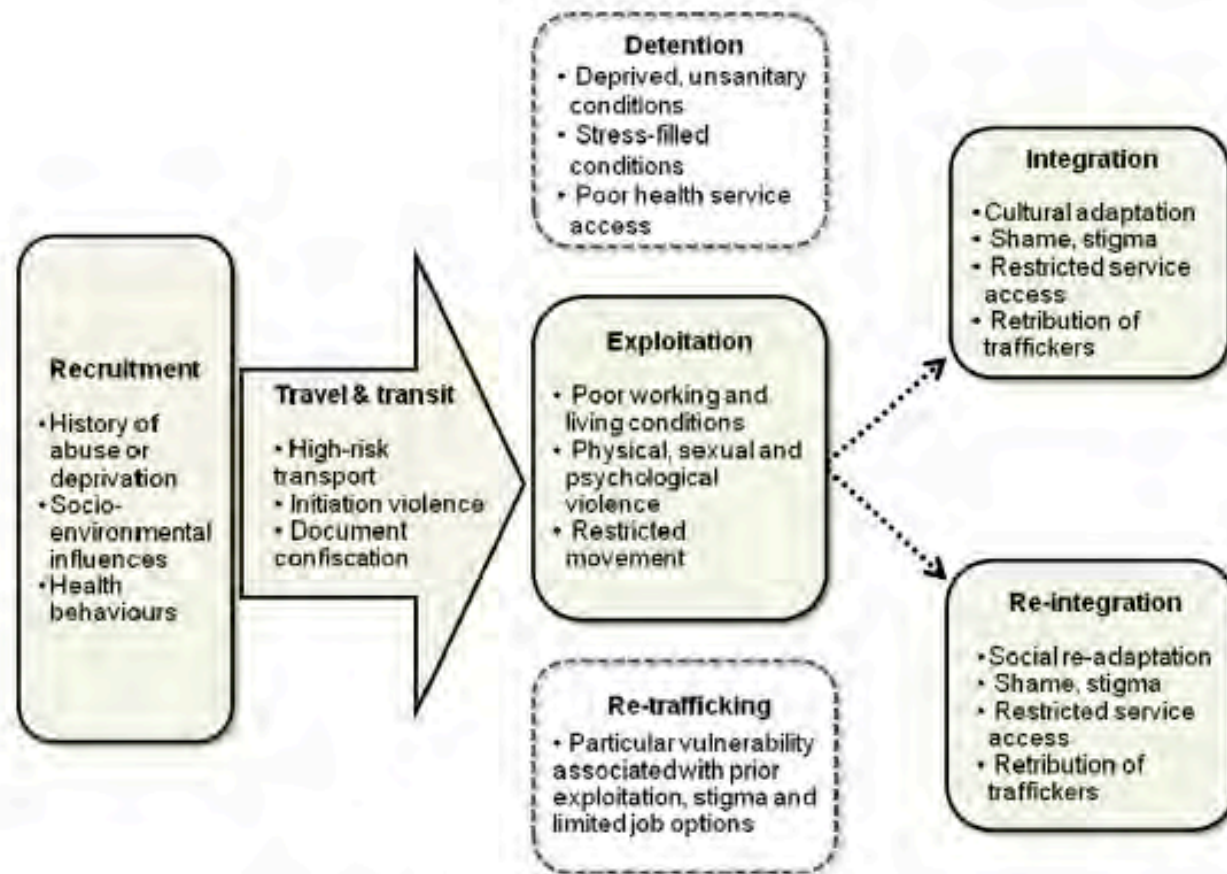 Recruitment
•History of
abuse or
deprivation
•Socio-
environmental
influences
•Health
behaviours
Travel & transit
• High-risk
transport
• Initiation violence
• Document
confiscation
Detention
• Deprived, unsanitary
conditions
• Stress-filled
conditions
• Poor health service
access
Exploitation
• Poor working and
living conditions
• Physical, sexual and
psychological
violence
• Restricted
movement
Re-trafficking
• Particular vulnerability
associated with prior
exploitation, stigma and
limited job options
Integration
•Cultural adaptation
• Shame, stigma
• Restricted service
access
• Retribution of
traffickers
Re-integration
•Social re-adaptation
• Shame, stigma
• Restricted service
access
• Retribution of
traffickers